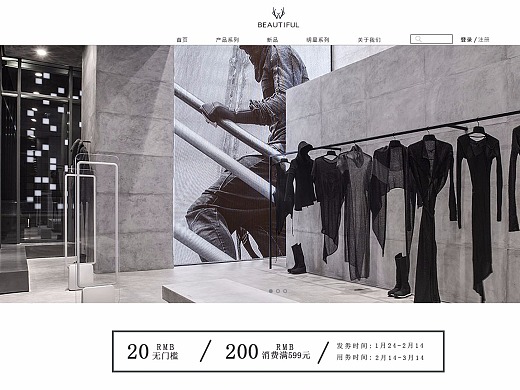 BEAUTIFUL
首页 产品系列 新品 明星系列 关于我们 登录/注册
20 RMB 无门槛 / 200 RMB 消费满599元 / 发券时间：1月24-2月14
用券时间：2月14-3月14